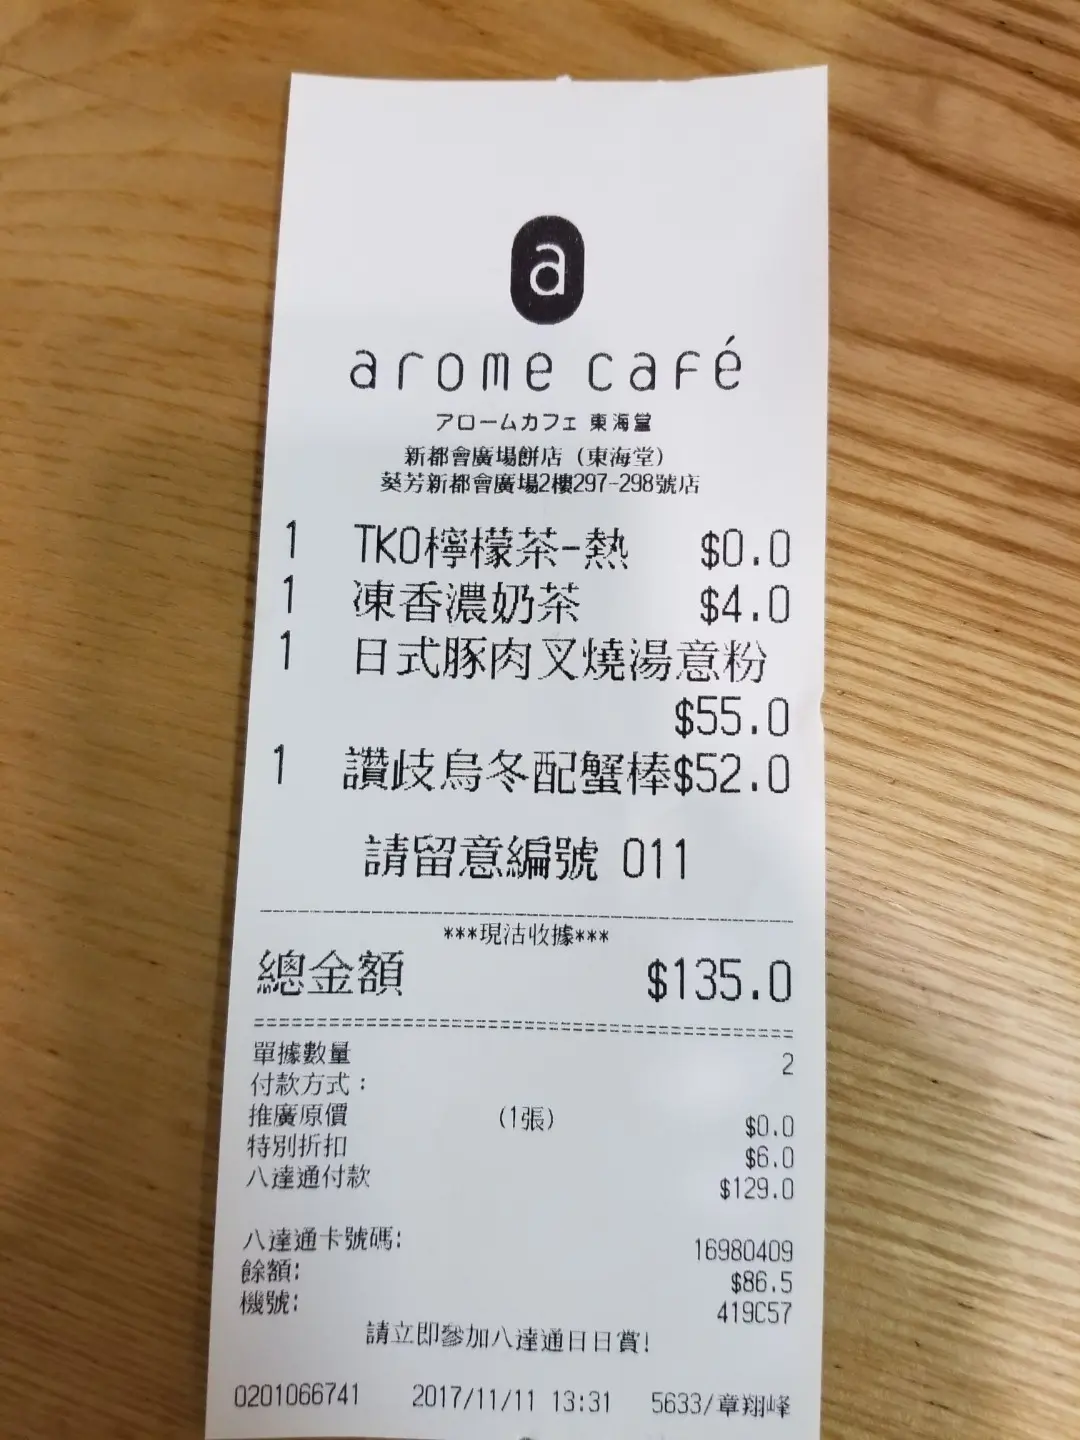 a
arome café
アロームカフェ 東海堂
新都會廣場餅店 (東海堂)
葵芳新都會廣場2樓297-298號店
1 TKO檸檬茶-熱 $0.0
1 凍香濃奶茶 $4.0
1 日式豚肉叉燒湯意粉
$55.0
1 讚歧烏冬配蟹棒$52.0
請留意編號 011
***現沽收據***
總金額 $135.0
單據數量 2
付款方式:
推廣原價 (1張) $0.0
特別折扣 $6.0
八達通付款 $129.0
八達通卡號碼: 16980409
餘額: $86.5
機號: 419C57
請立即參加八達通日日賞!
0201066741 2017/11/11 13:31 5633/章翔峰